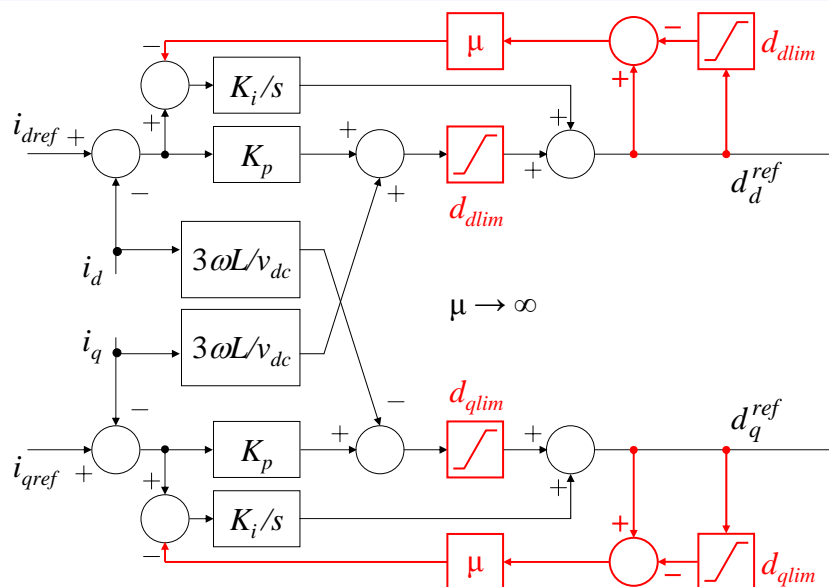 − μ − d_dlim
K_i/s +
+ +
i_dref + K_p + + d_d^ref
− + d_dlim
i_d 3ωL/v_dc
μ → ∞
i_q 3ωL/v_dc
− − d_qlim d_q^ref
i_qref + K_p + +
+ K_i/s + +
− μ − d_qlim